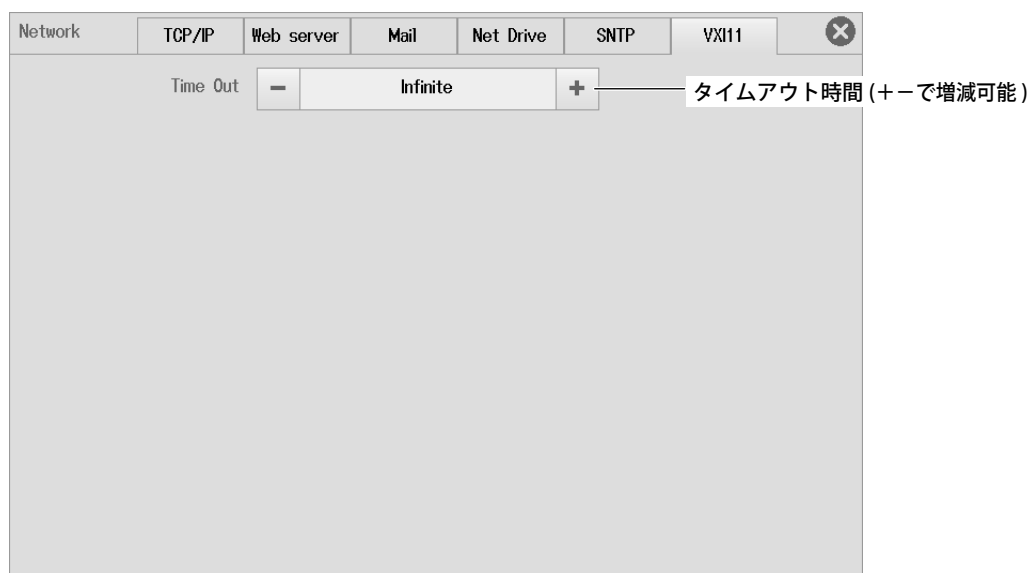 Network TCP/IP Web server Mail Net Drive SNTP VXI11
Time Out − Infinite + タイムアウト時間 (+−で増減可能 )